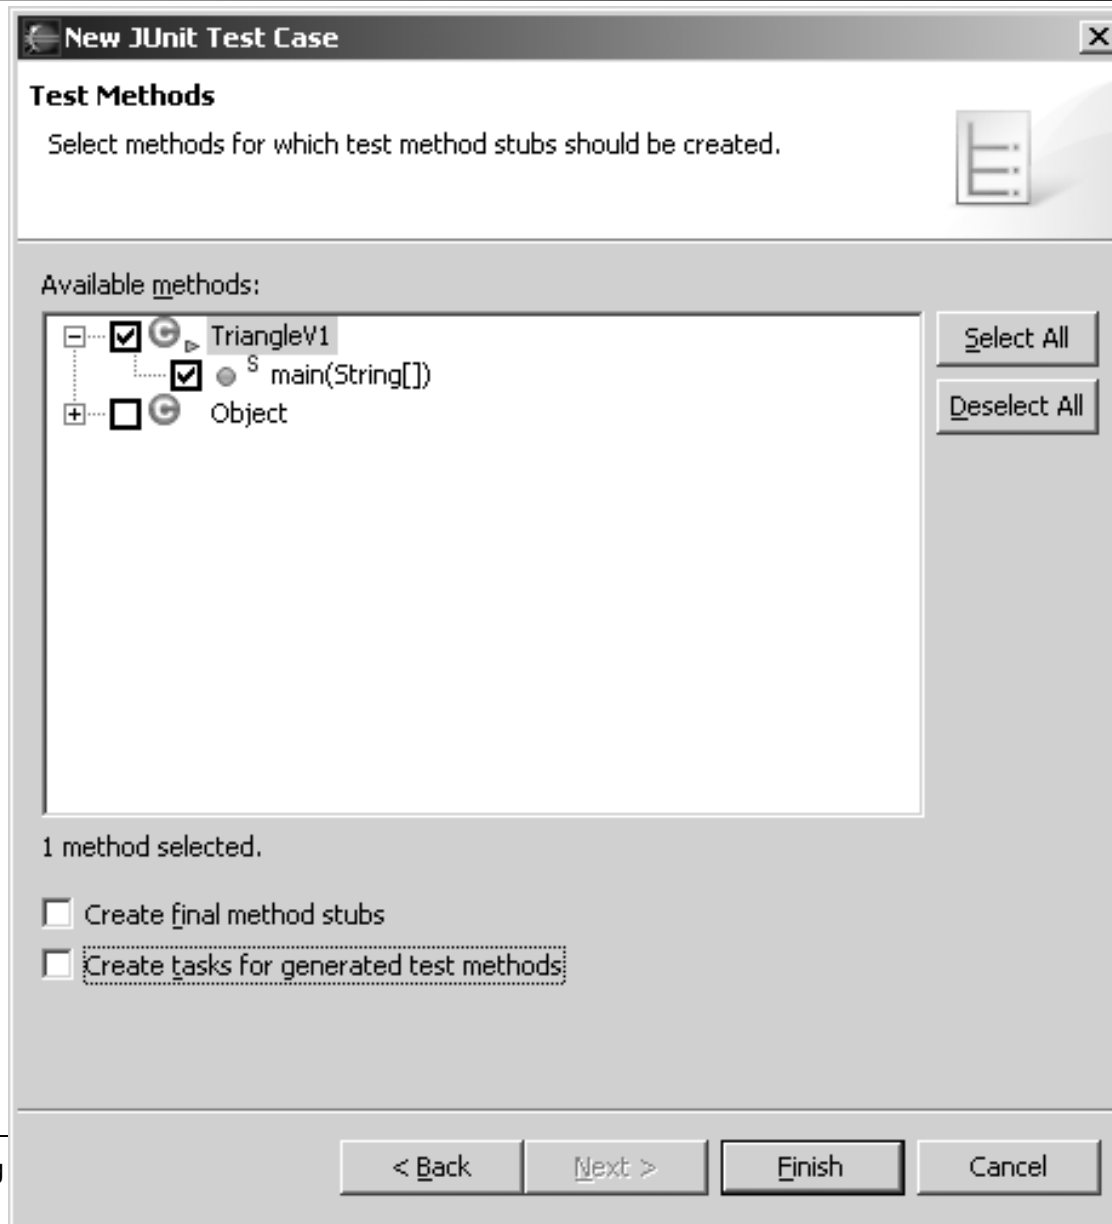 New JUnit Test Case
Test Methods
Select methods for which test method stubs should be created.
Available methods:
TriangleV1
S main(String[])
Object
Select All
Deselect All
1 method selected.
Create final method stubs
Create tasks for generated test methods
< Back
Next >
Finish
Cancel